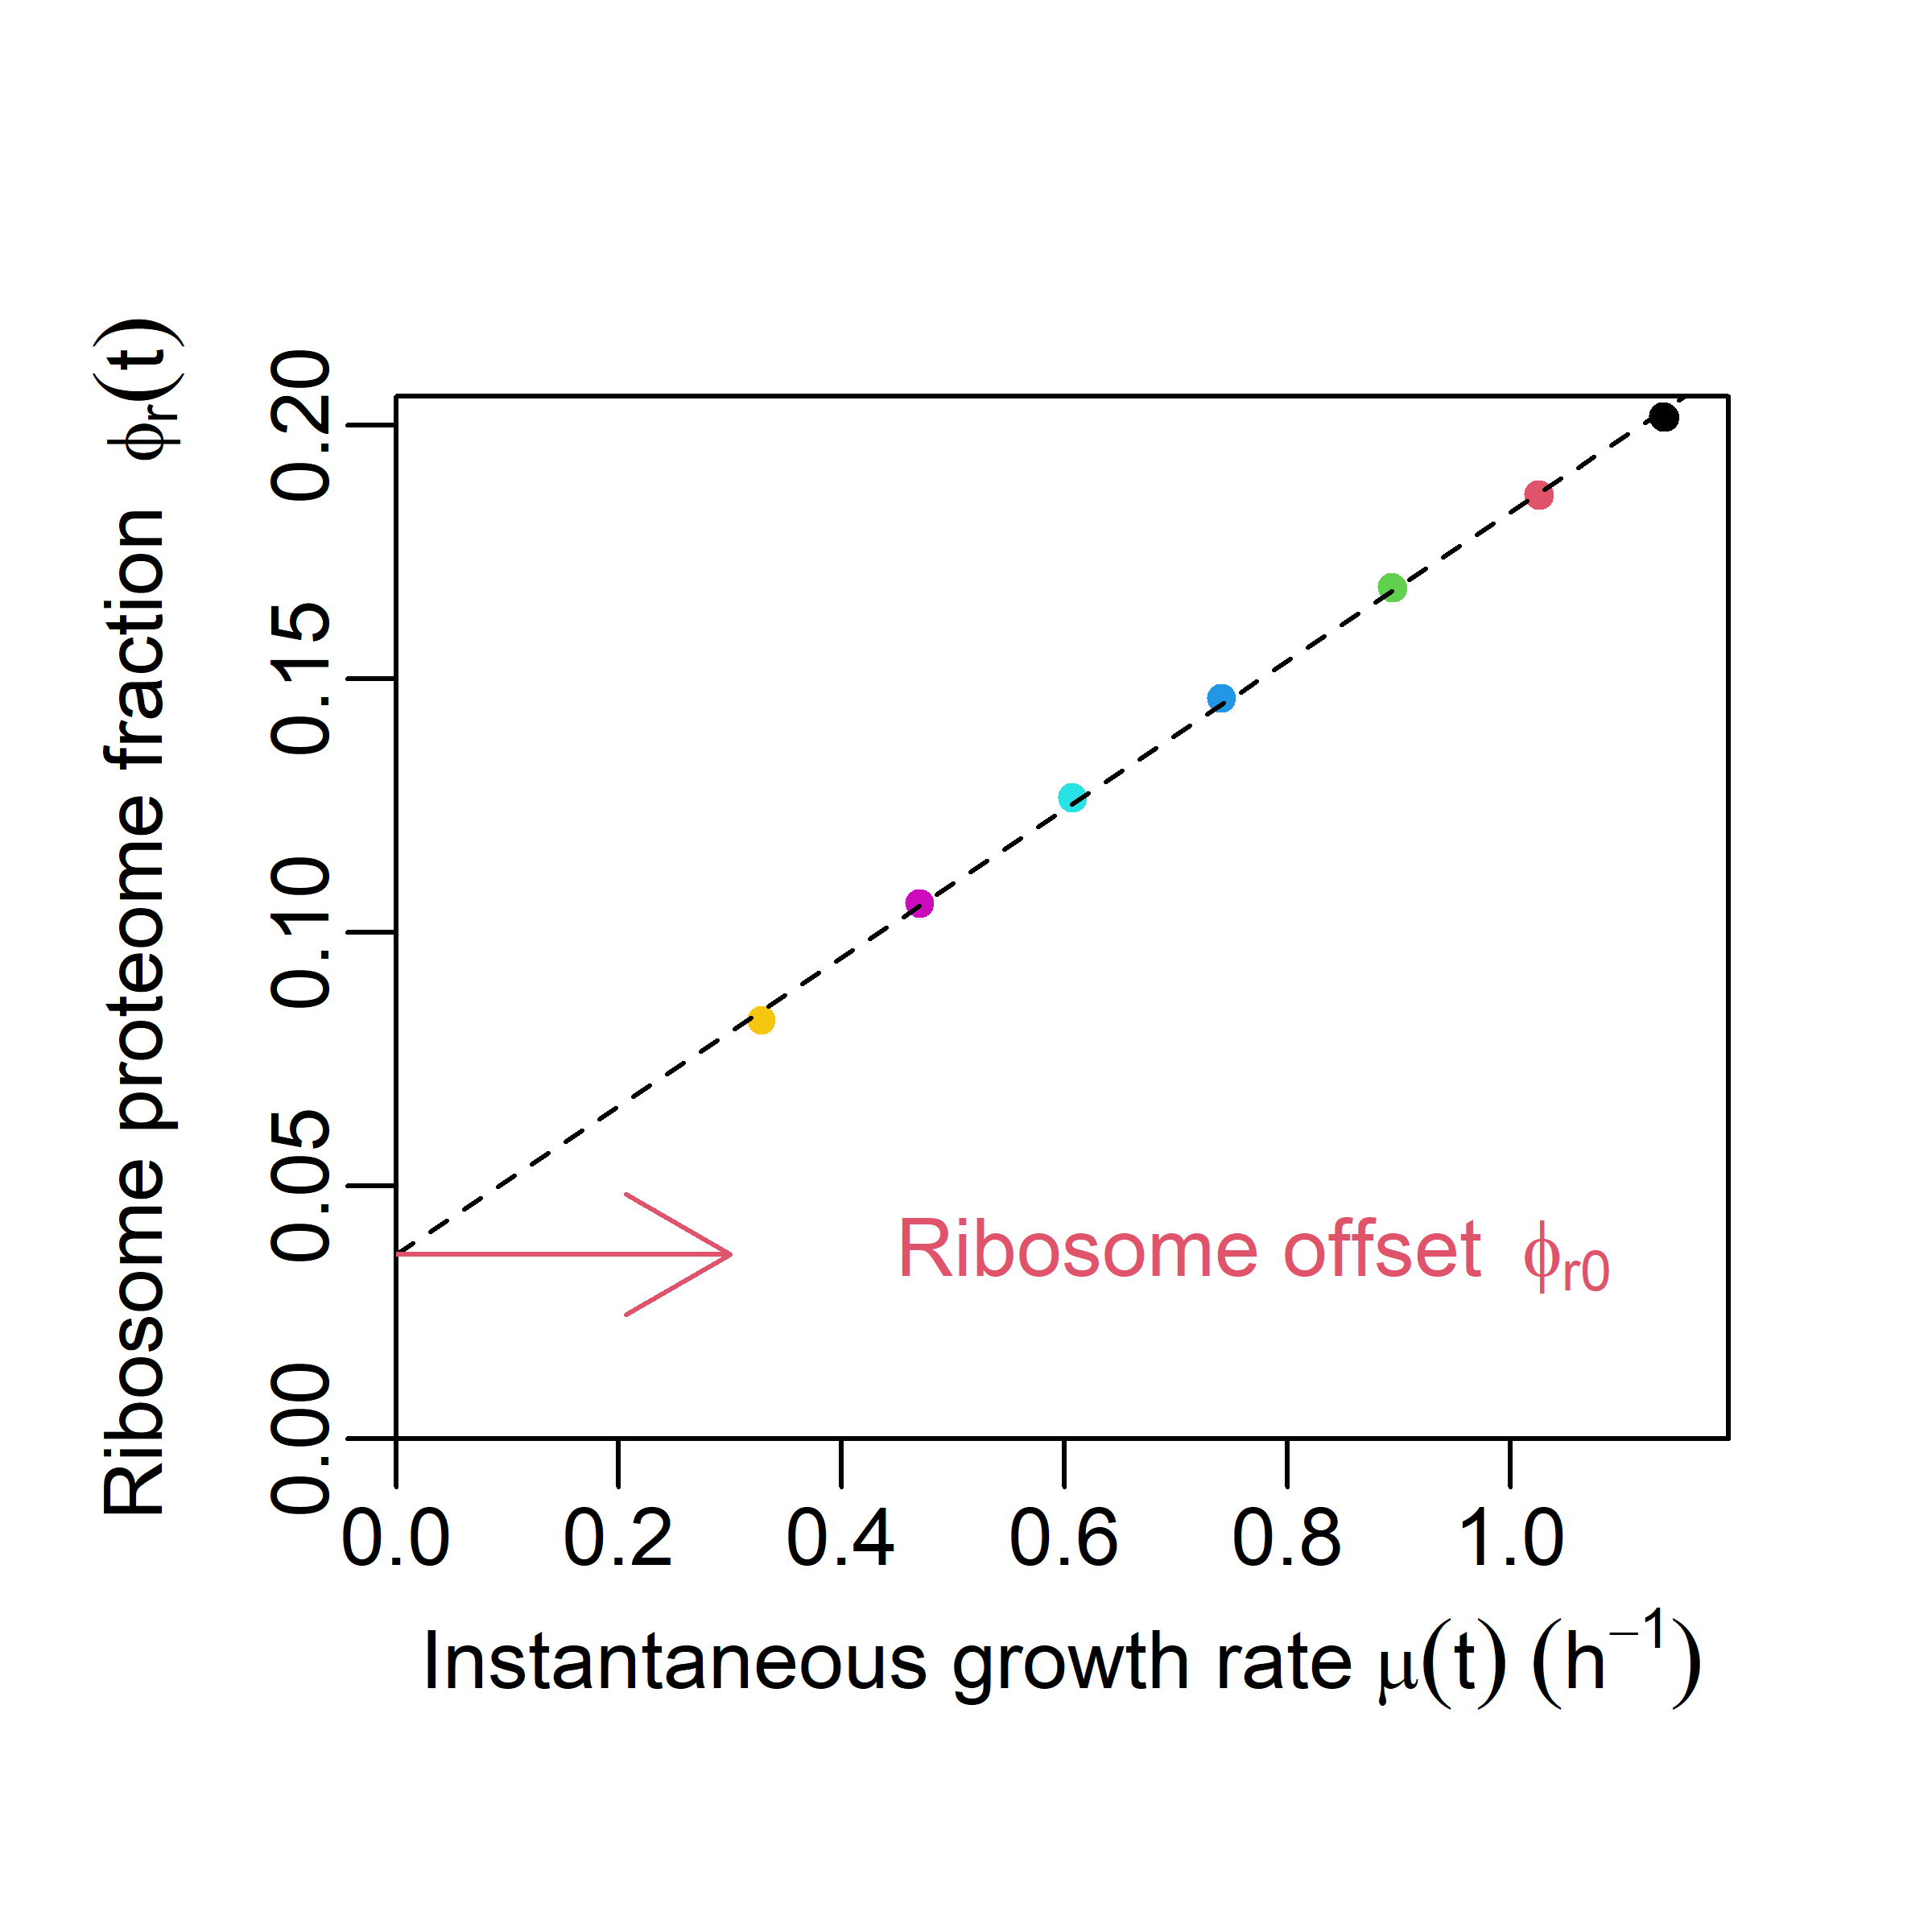 Ribosome proteome fraction ϕr(t)
0.20
0.15
0.10
0.05
0.00
Ribosome offset ϕr0
0.0 0.2 0.4 0.6 0.8 1.0
Instantaneous growth rate μ(t) (h⁻¹)